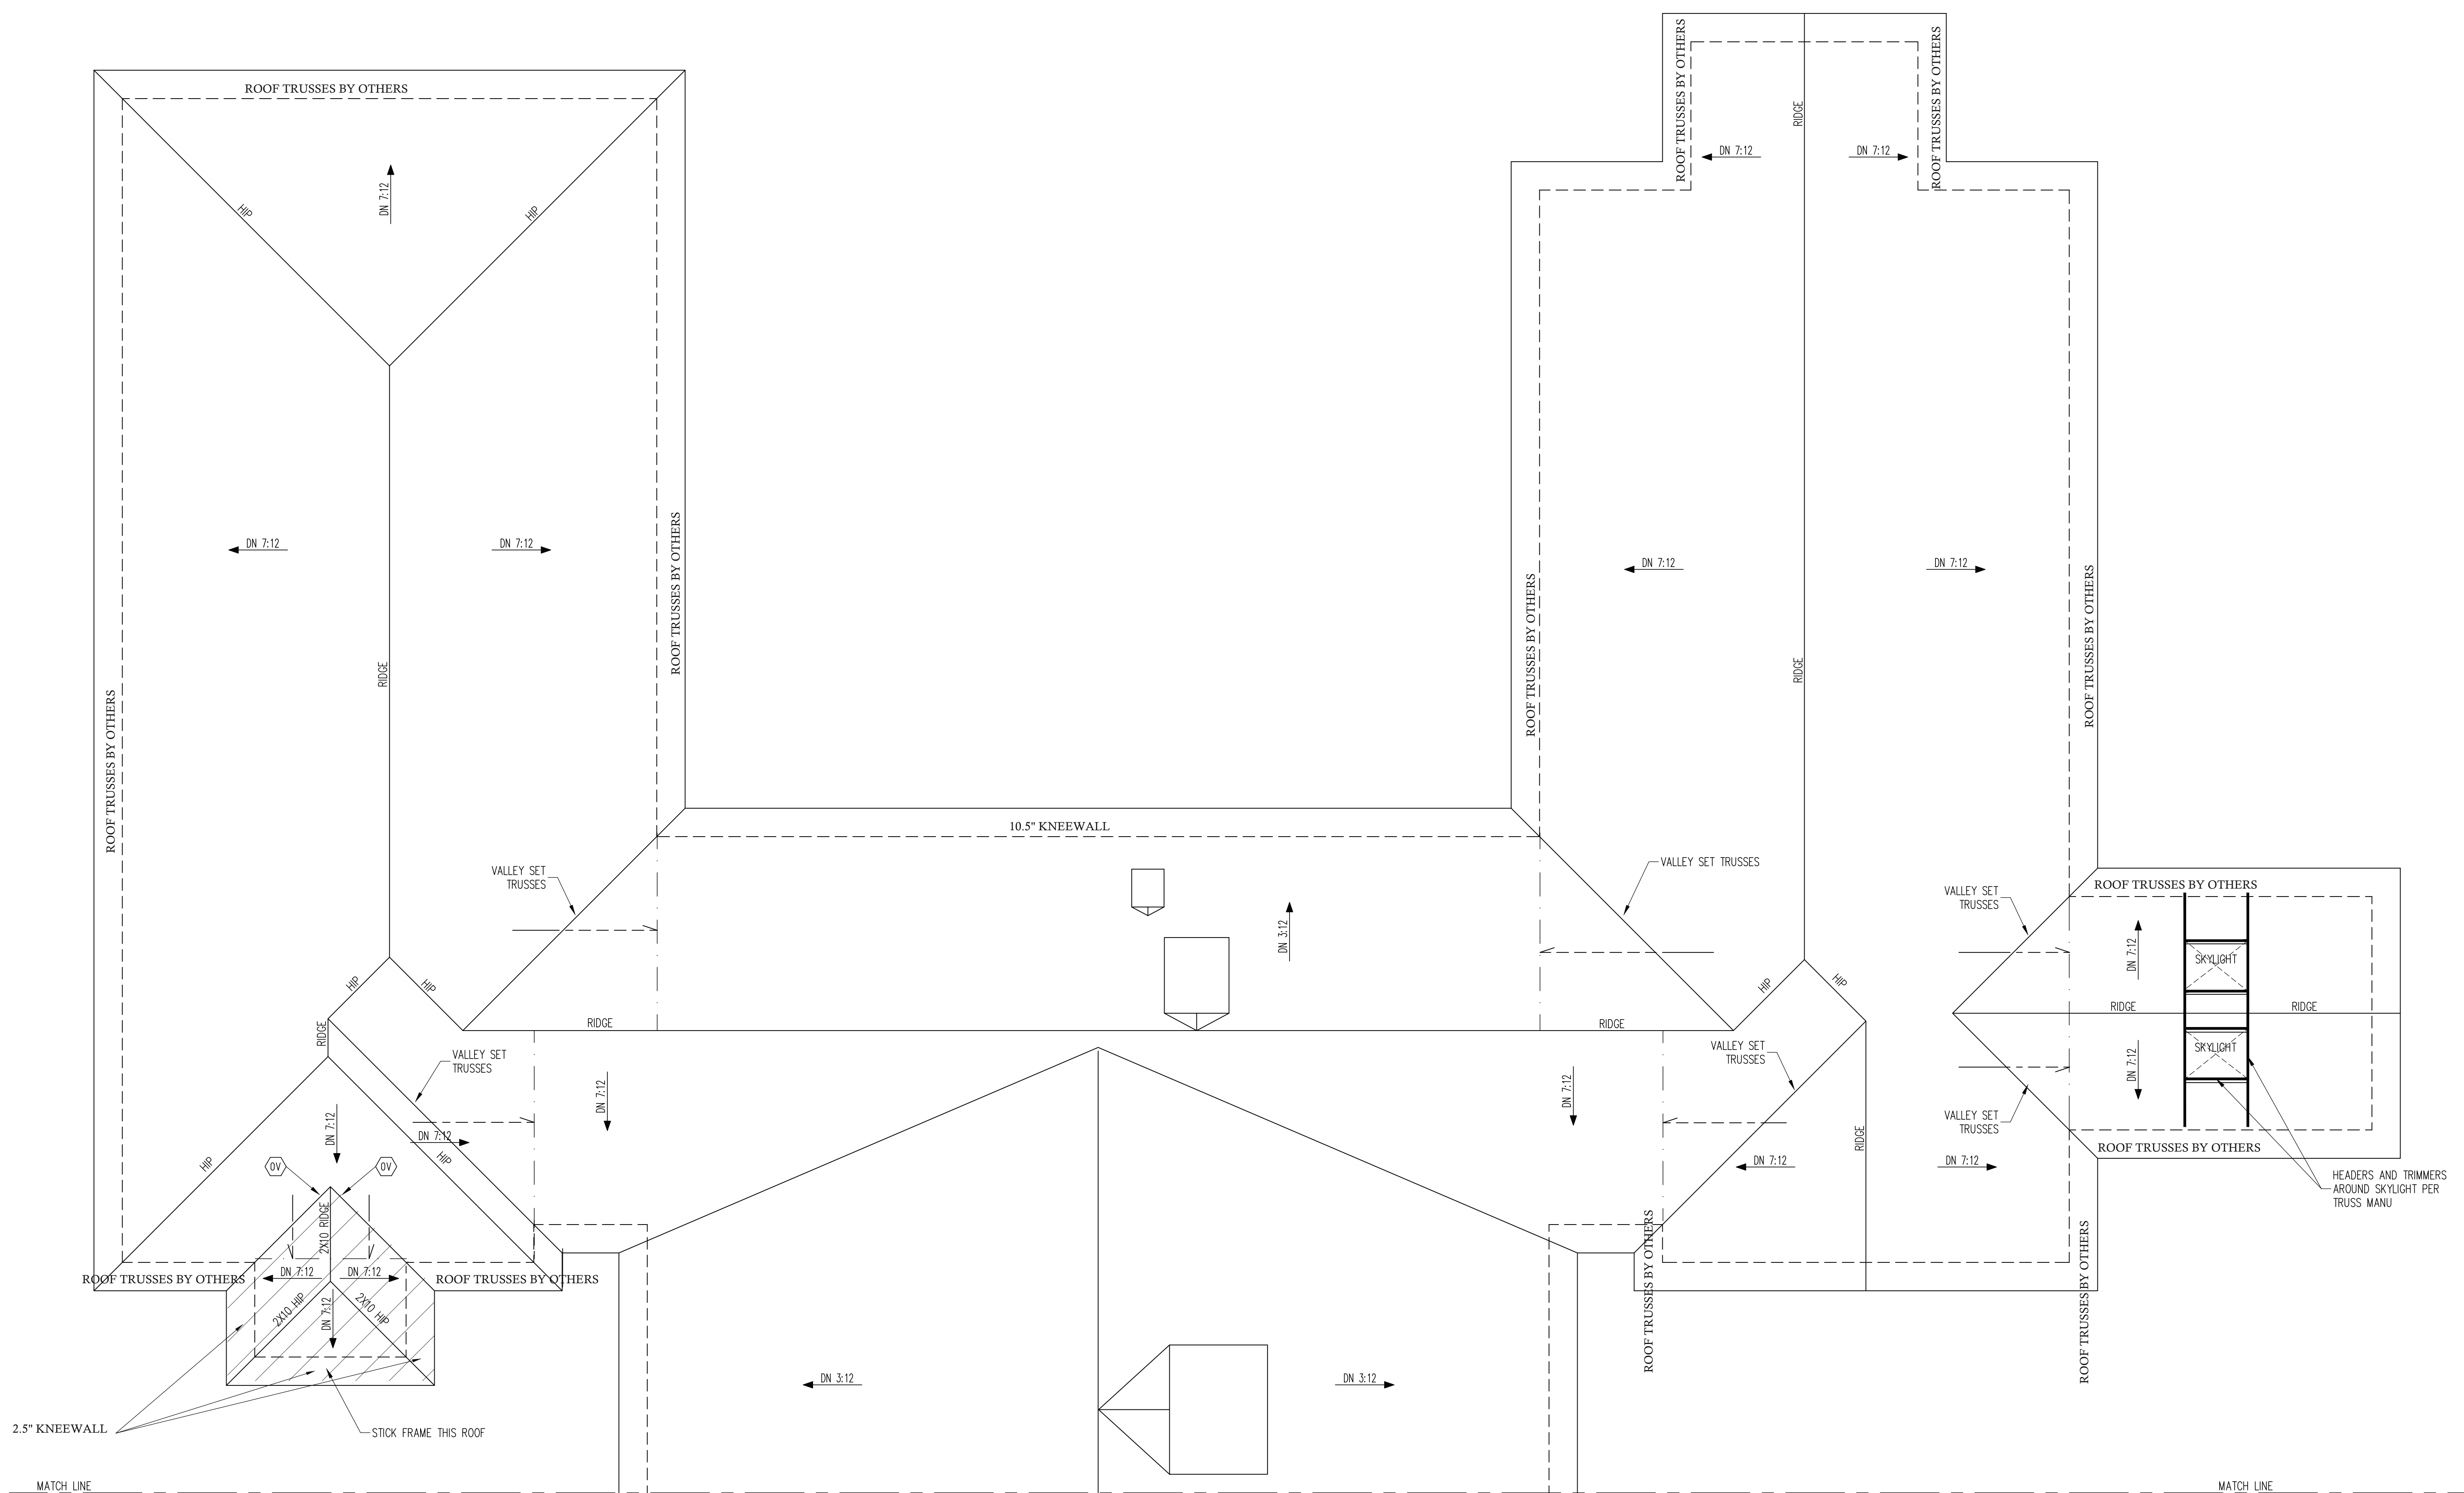 ROOF TRUSSES BY OTHERS
HIP
DN 7:12
HIP
DN 7:12
DN 7:12
RIDGE
ROOF TRUSSES BY OTHERS
ROOF TRUSSES BY OTHERS
ROOF TRUSSES BY OTHERS
RIDGE
ROOF TRUSSES BY OTHERS
DN 7:12
DN 7:12
ROOF TRUSSES BY OTHERS
DN 7:12
RIDGE
DN 7:12
ROOF TRUSSES BY OTHERS
10.5" KNEEWALL
VALLEY SET
TRUSSES
VALLEY SET TRUSSES
VALLEY SET
TRUSSES
ROOF TRUSSES BY OTHERS
DN 3:12
DN 7:12
SKYLIGHT
HIP
HIP
HIP
HIP
RIDGE
RIDGE
RIDGE
RIDGE
RIDGE
VALLEY SET
TRUSSES
VALLEY SET
TRUSSES
SKYLIGHT
DN 7:12
DN 7:12
DN 7:12
DN 7:12
DN 7:12
HIP
HIP
RIDGE
VALLEY SET
TRUSSES
ROOF TRUSSES BY OTHERS
OV
OV
DN 7:12
DN 7:12
HEADERS AND TRIMMERS
AROUND SKYLIGHT PER
TRUSS MANU
2X10 RIDGE
ROOF TRUSSES BY OTHERS
DN 7:12
DN 7:12
ROOF TRUSSES BY OTHERS
2X10 HIP
DN 7:12
2X10 HIP
ROOF TRUSSES BY OTHERS
ROOF TRUSSES BY OTHERS
DN 3:12
DN 3:12
2.5" KNEEWALL
STICK FRAME THIS ROOF
MATCH LINE
MATCH LINE